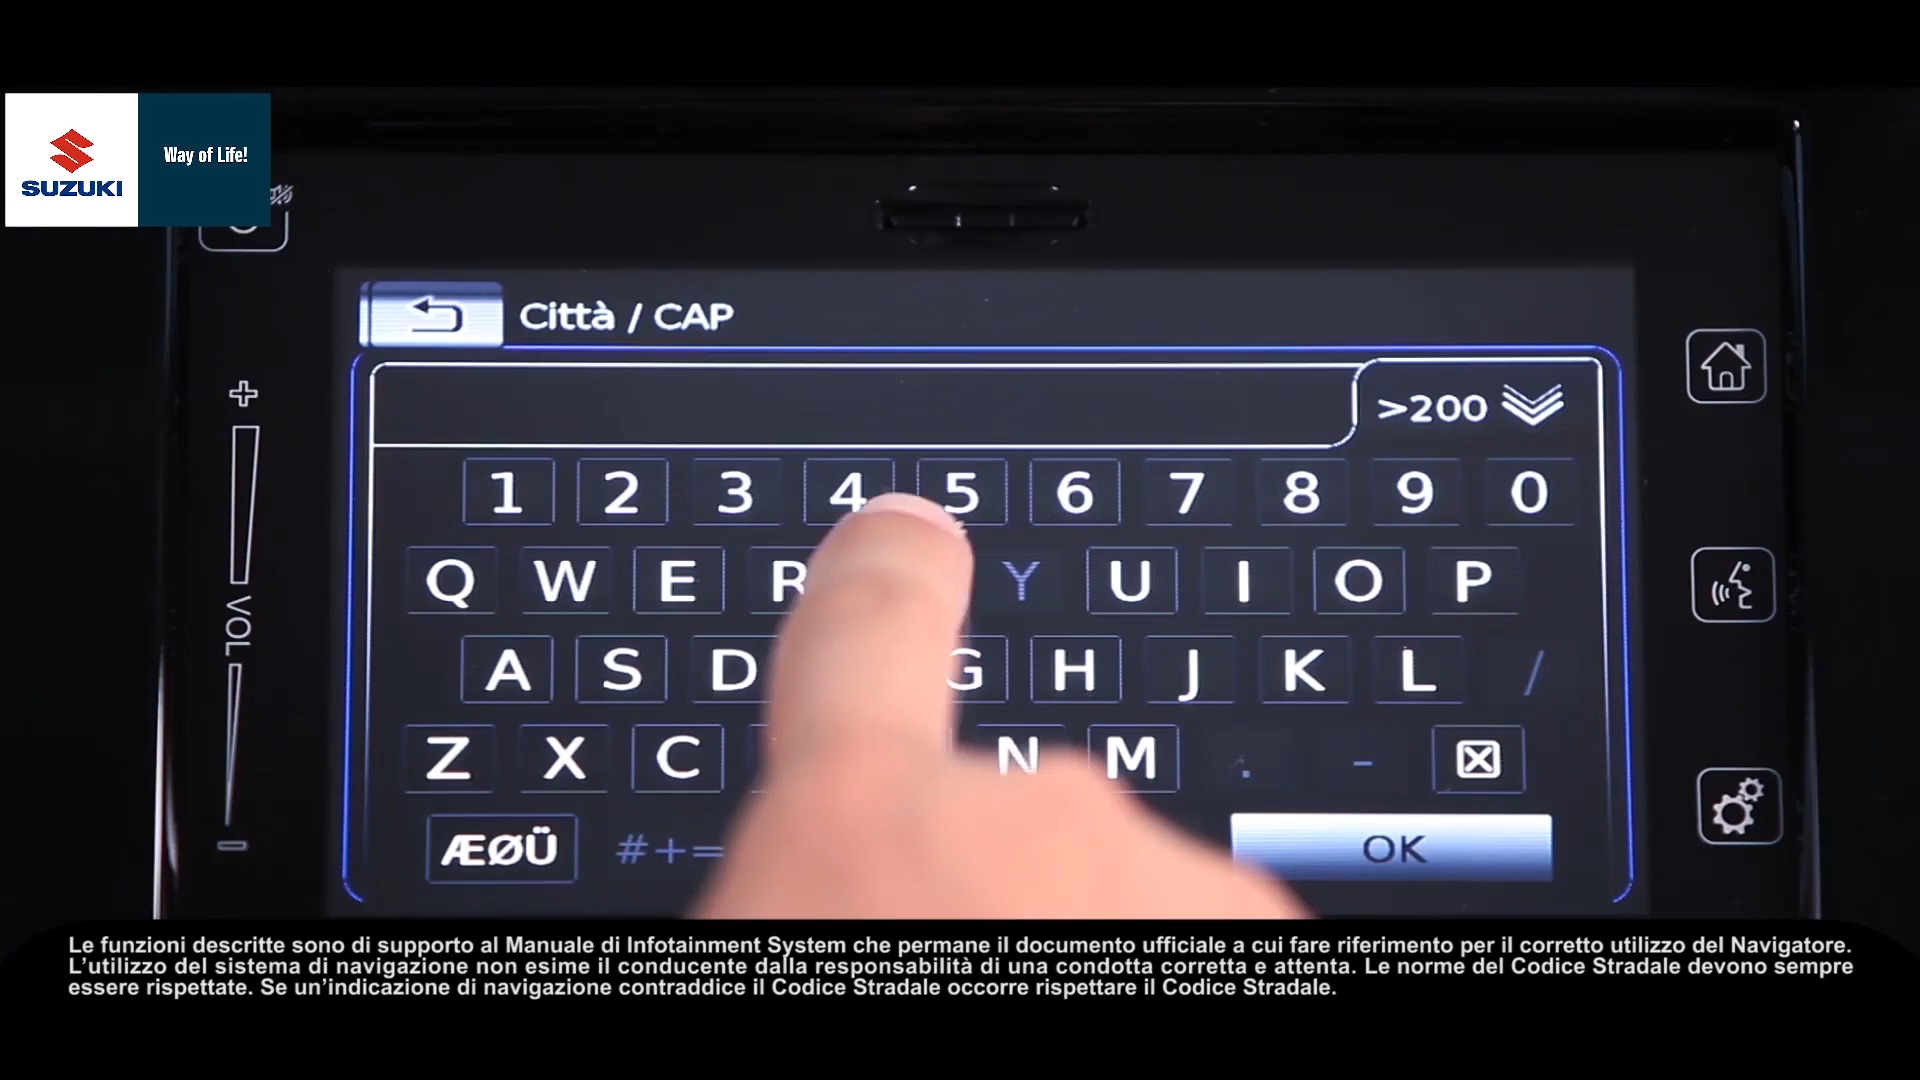 SUZUKI
Way of Life!
Città / CAP
>200
1 2 3 4 5 6 7 8 9 0
Q W E R Y U I O P
A S D G H J K L /
Z X C N M . -
ÆØÜ #+= OK
VOL
Le funzioni descritte sono di supporto al Manuale di Infotainment System che permane il documento ufficiale a cui fare riferimento per il corretto utilizzo del Navigatore.
L'utilizzo del sistema di navigazione non esime il conducente dalla responsabilità di una condotta corretta e attenta. Le norme del Codice Stradale devono sempre
essere rispettate. Se un'indicazione di navigazione contraddice il Codice Stradale occorre rispettare il Codice Stradale.